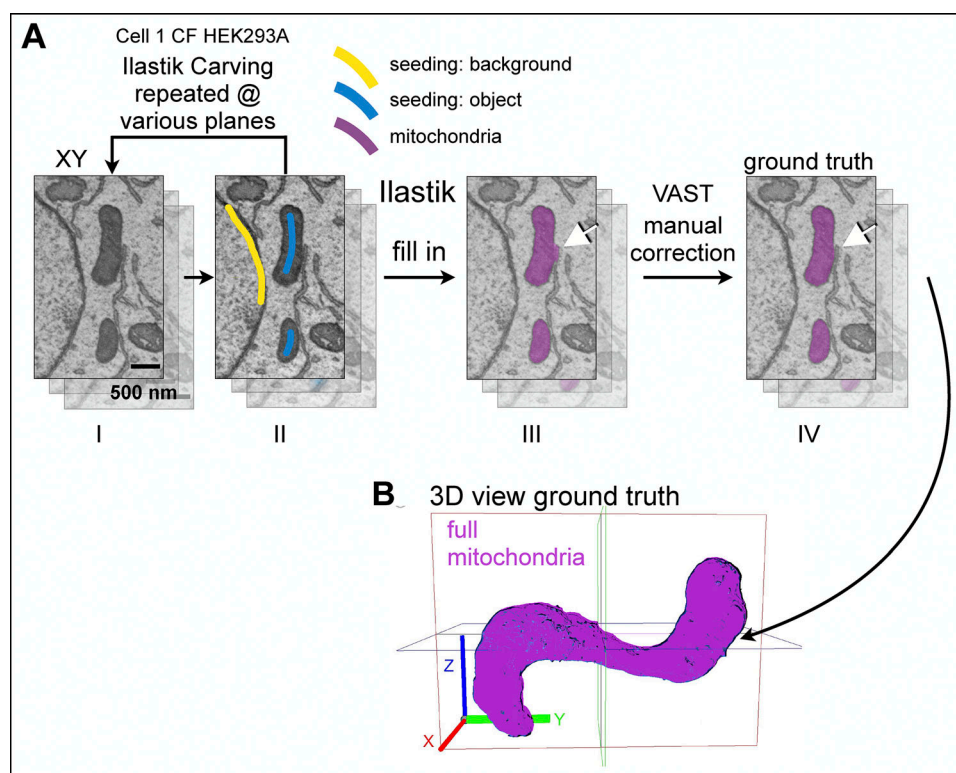 A
Cell 1 CF HEK293A
Ilastik Carving
repeated @
various planes
seeding: background
seeding: object
mitochondria
XY
Ilastik
fill in
VAST
manual
correction
ground truth
500 nm
I
II
III
IV
B
3D view ground truth
full
mitochondria
Z
Y
X